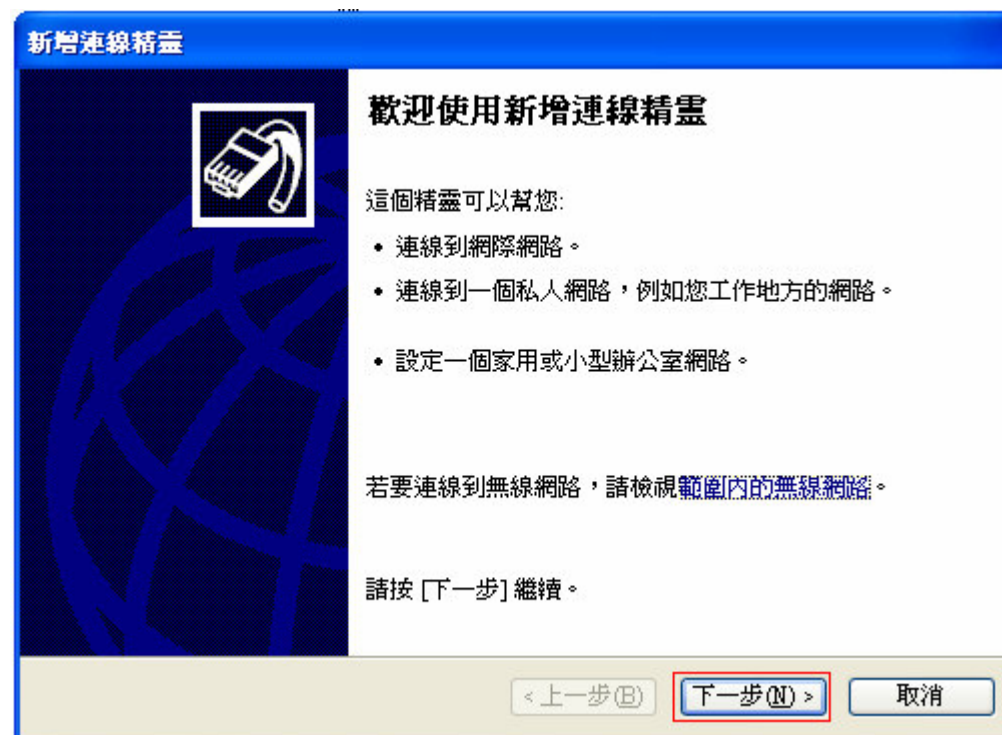 新增連線精靈
歡迎使用新增連線精靈
這個精靈可以幫您:
• 連線到網際網路。
• 連線到一個私人網路，例如您工作地方的網路。
• 設定一個家用或小型辦公室網路。
若要連線到無線網路，請檢視範圍內的無線網路。
請按 [下一步] 繼續。
< 上一步(B) 下一步(N) > 取消